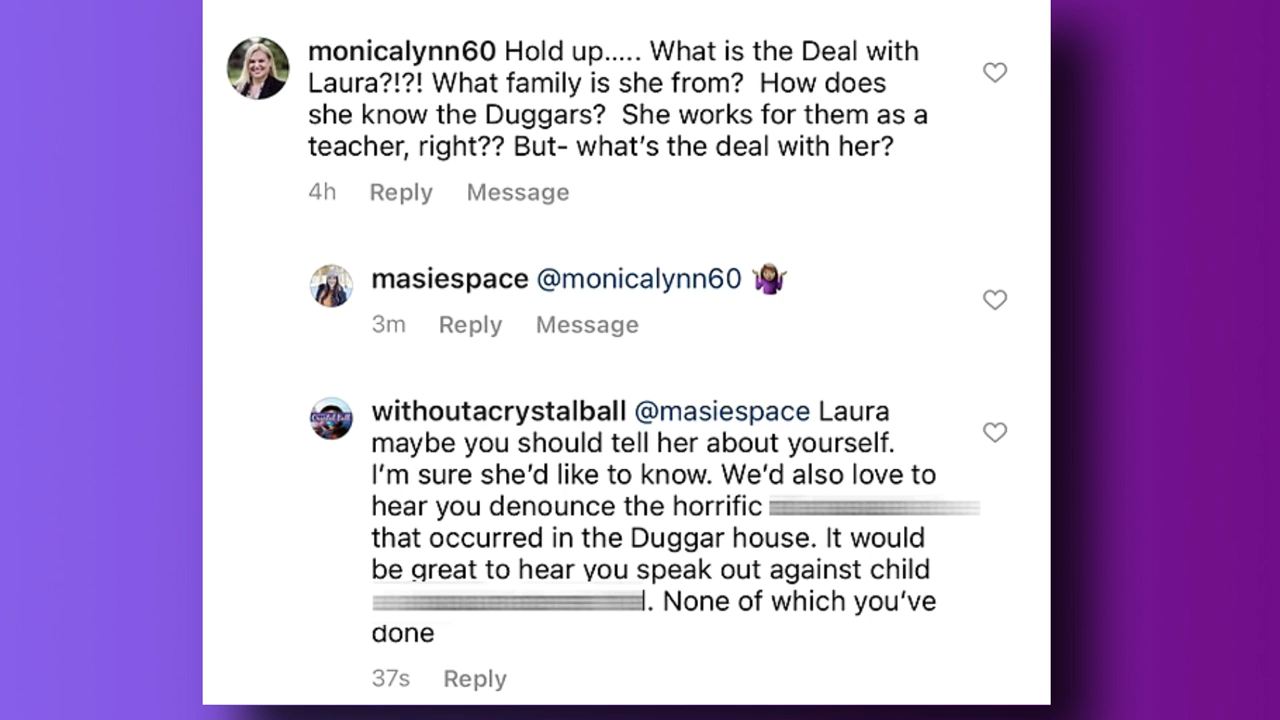 monicalynn60 Hold up..... What is the Deal with
Laura?!?! What family is she from?  How does
she know the Duggars?  She works for them as a
teacher, right?? But- what's the deal with her?
4h Reply Message
masiespace @monicalynn60 🤷🏽‍♀️
3m Reply Message
withoutacrystalball @masiespace Laura
maybe you should tell her about yourself.
I'm sure she'd like to know. We'd also love to
hear you denounce the horrific
that occurred in the Duggar house. It would
be great to hear you speak out against child
. None of which you've
done
37s Reply